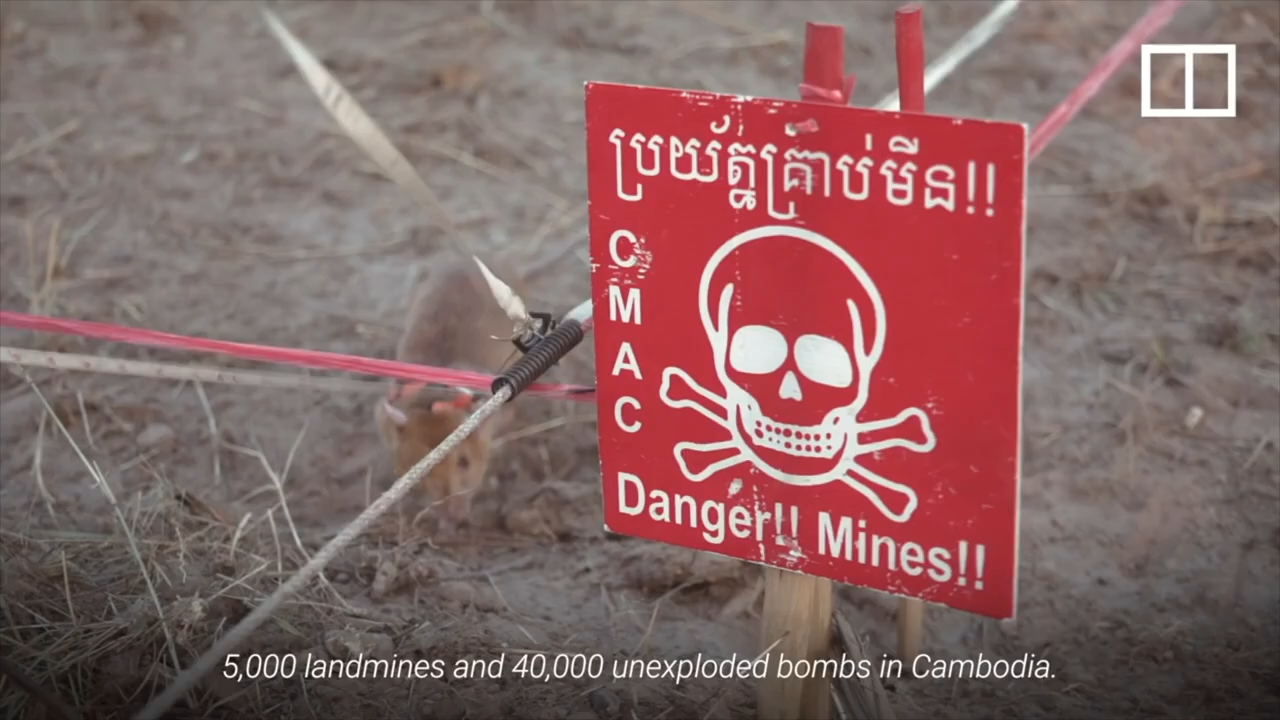 ប្រយ័ត្នគ្រាប់មីន!!
C
M
A
C
Danger!! Mines!!
5,000 landmines and 40,000 unexploded bombs in Cambodia.